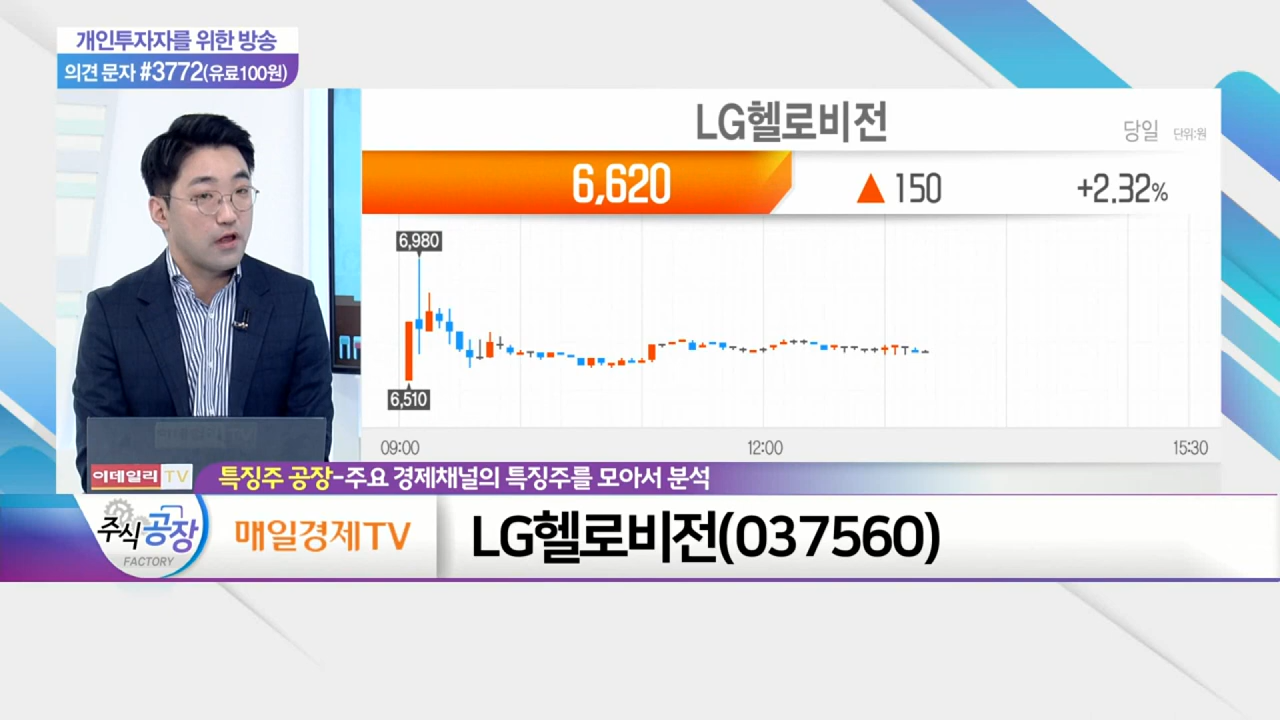 개인투자자를 위한 방송
의견 문자 #3772(유료100원)
LG헬로비전
당일 단위:원
6,620 ▲ 150 +2.32%
6,980
6,510
09:00 12:00 15:30
이데일리 TV
특징주 공장-주요 경제채널의 특징주를 모아서 분석
주식공장
FACTORY
매일경제TV
LG헬로비전(037560)